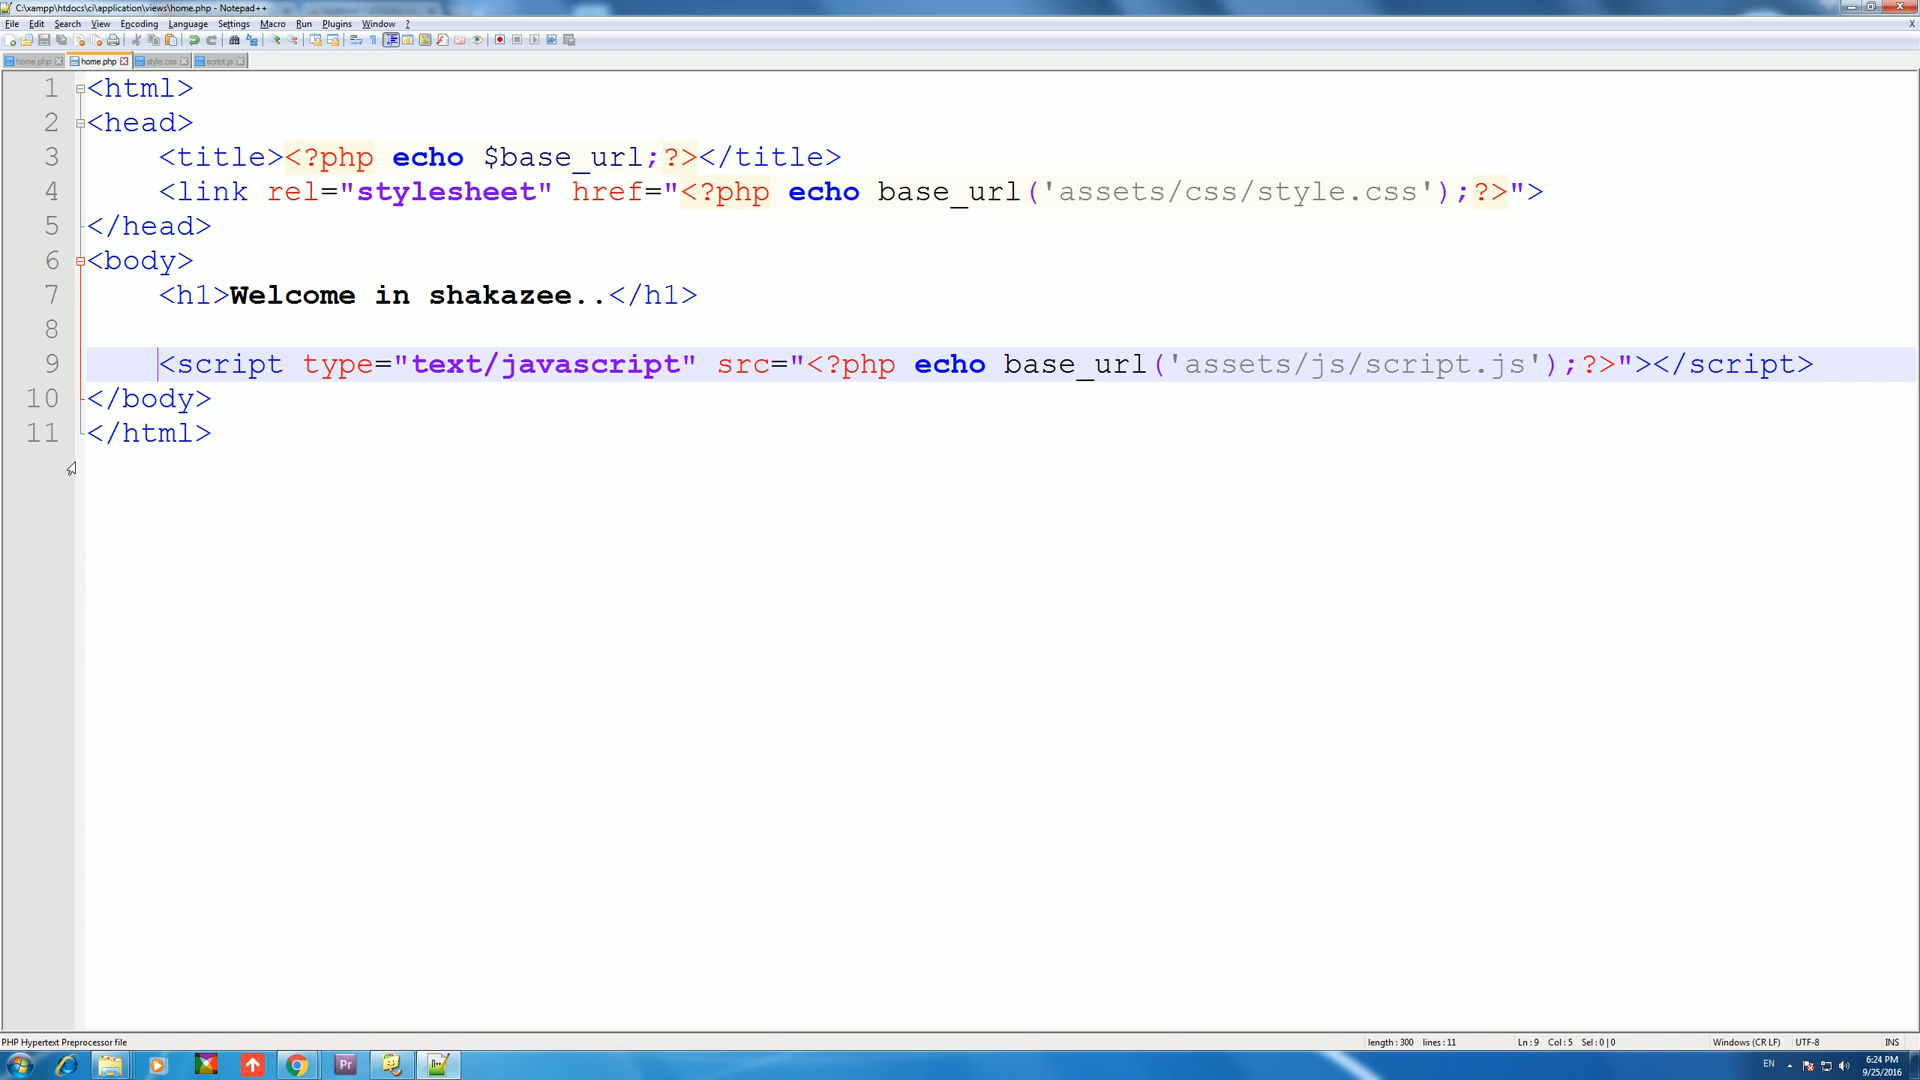 C:\xampp\htdocs\ci\application\views\home.php - Notepad++
File Edit Search View Encoding Language Settings Macro Run Plugins Window ? X
home.php home.php style.css script.js
1 <html>
2 <head>
3 <title><?php echo $base_url;?></title>
4 <link rel="stylesheet" href="<?php echo base_url('assets/css/style.css');?>">
5 </head>
6 <body>
7 <h1>Welcome in shakazee..</h1>
8
9 <script type="text/javascript" src="<?php echo base_url('assets/js/script.js');?>"></script>
10 </body>
11 </html>
PHP Hypertext Preprocessor file length : 300 lines : 11 Ln : 9 Col : 5 Sel : 0 | 0 Windows (CR LF) UTF-8 INS
Pr EN 6:24 PM
9/25/2016